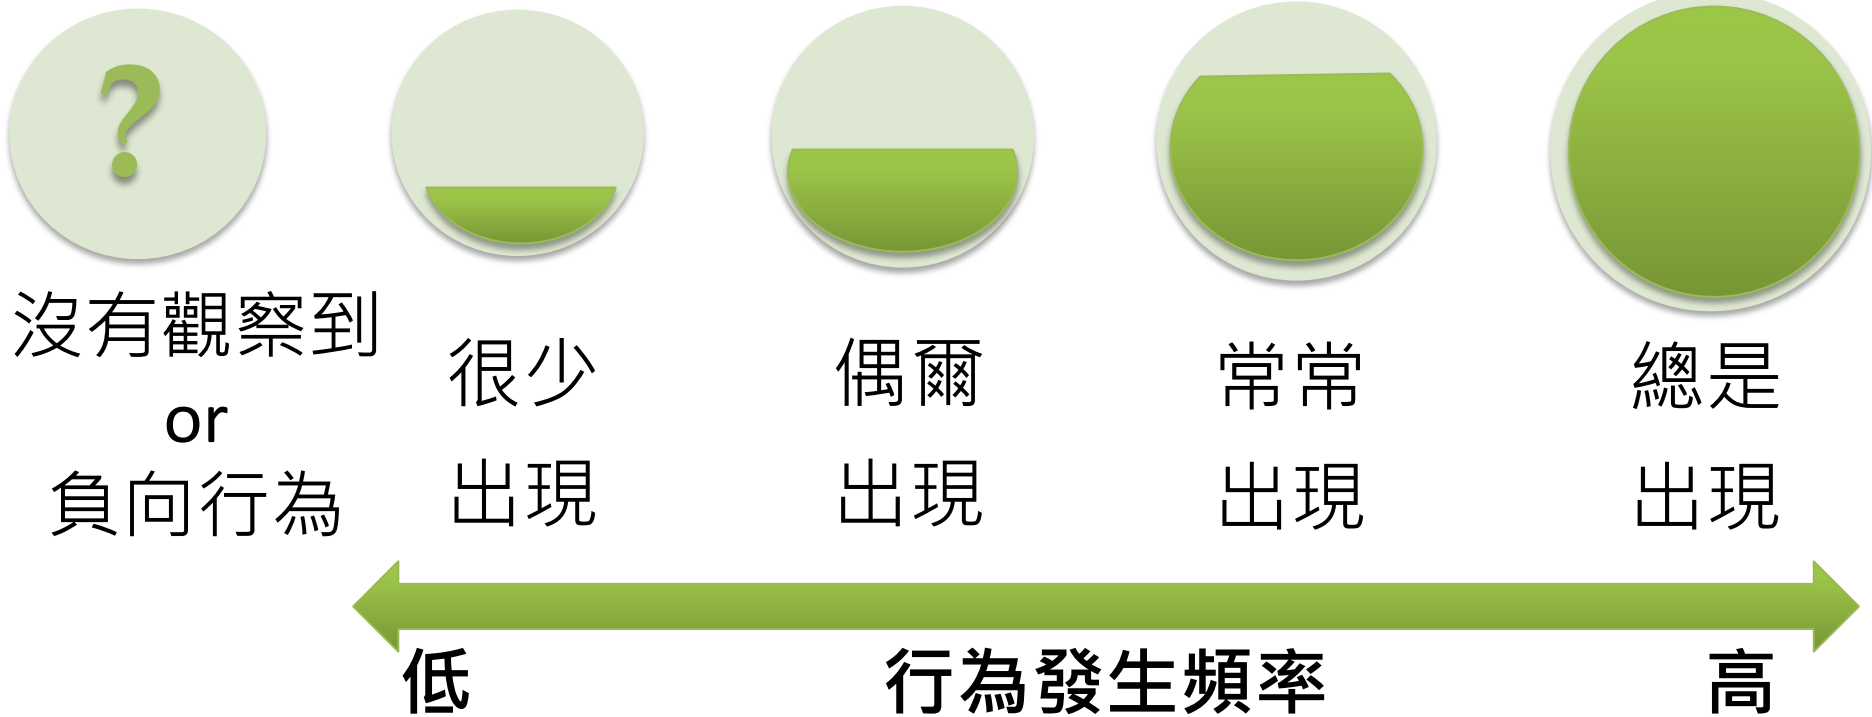 ?
沒有觀察到
or
負向行為
很少
出現
偶爾
出現
常常
出現
總是
出現
低
行為發生頻率
高